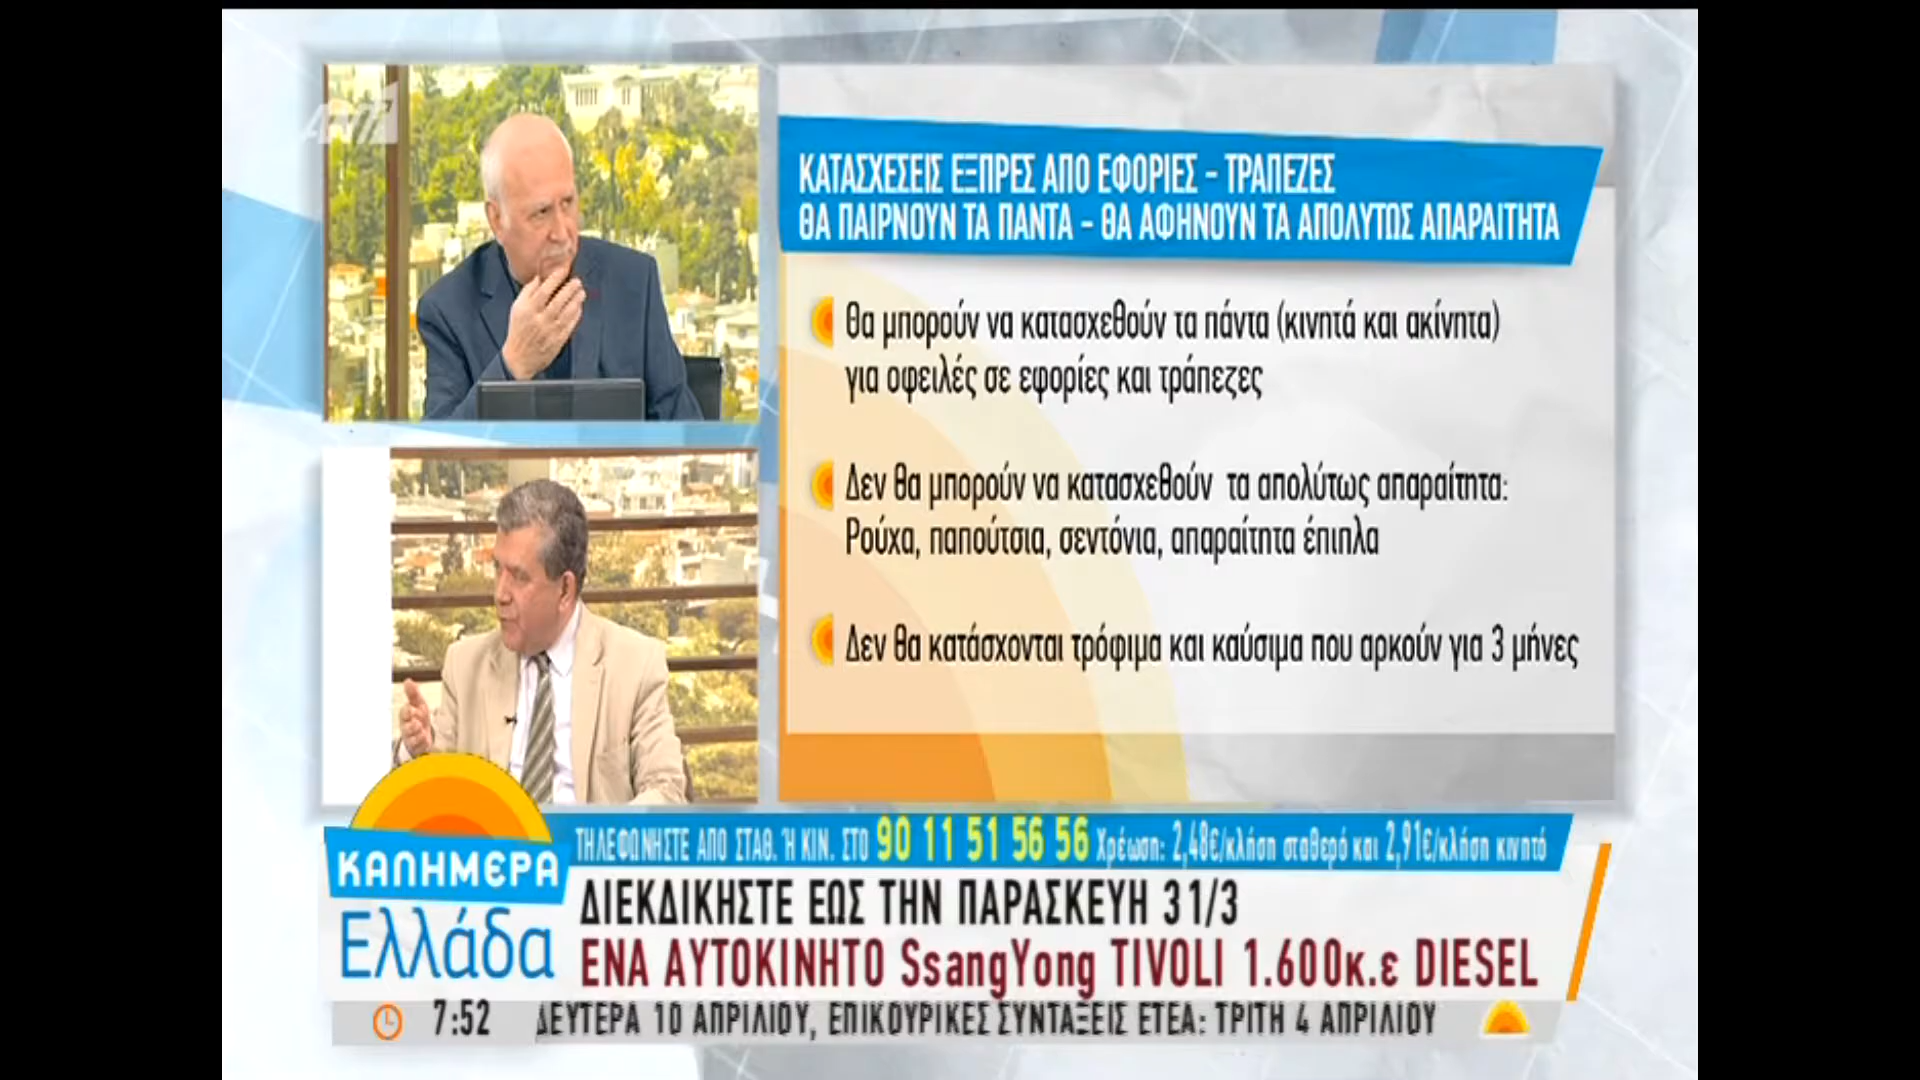 ΑΝΤ1
ΚΑΤΑΣΧΕΣΕΙΣ ΕΞΠΡΕΣ ΑΠΟ ΕΦΟΡΙΕΣ – ΤΡΑΠΕΖΕΣ
ΘΑ ΠΑΙΡΝΟΥΝ ΤΑ ΠΑΝΤΑ – ΘΑ ΑΦΗΝΟΥΝ ΤΑ ΑΠΟΛΥΤΩΣ ΑΠΑΡΑΙΤΗΤΑ
Θα μπορούν να κατασχεθούν τα πάντα (κινητά και ακίνητα)
για οφειλές σε εφορίες και τράπεζες
Δεν θα μπορούν να κατασχεθούν τα απολύτως απαραίτητα:
Ρούχα, παπούτσια, σεντόνια, απαραίτητα έπιπλα
Δεν θα κατάσχονται τρόφιμα και καύσιμα που αρκούν για 3 μήνες
ΤΗΛΕΦΩΝΗΣΤΕ ΑΠΟ ΣΤΑΘ. Ή ΚΙΝ. ΣΤΟ 90 11 51 56 56 Χρέωση: 2,48€/κλήση σταθερό και 2,91€/κλήση κινητό
ΚΑΛΗΜΕΡΑ
Ελλάδα
ΔΙΕΚΔΙΚΗΣΤΕ ΕΩΣ ΤΗΝ ΠΑΡΑΣΚΕΥΗ 31/3
ΕΝΑ ΑΥΤΟΚΙΝΗΤΟ SsangYong TIVOLI 1.600κ.ε DIESEL
7:52 ΔΕΥΤΕΡΑ 10 ΑΠΡΙΛΙΟΥ, ΕΠΙΚΟΥΡΙΚΕΣ ΣΥΝΤΑΞΕΙΣ ΕΤΕΑ: ΤΡΙΤΗ 4 ΑΠΡΙΛΙΟΥ